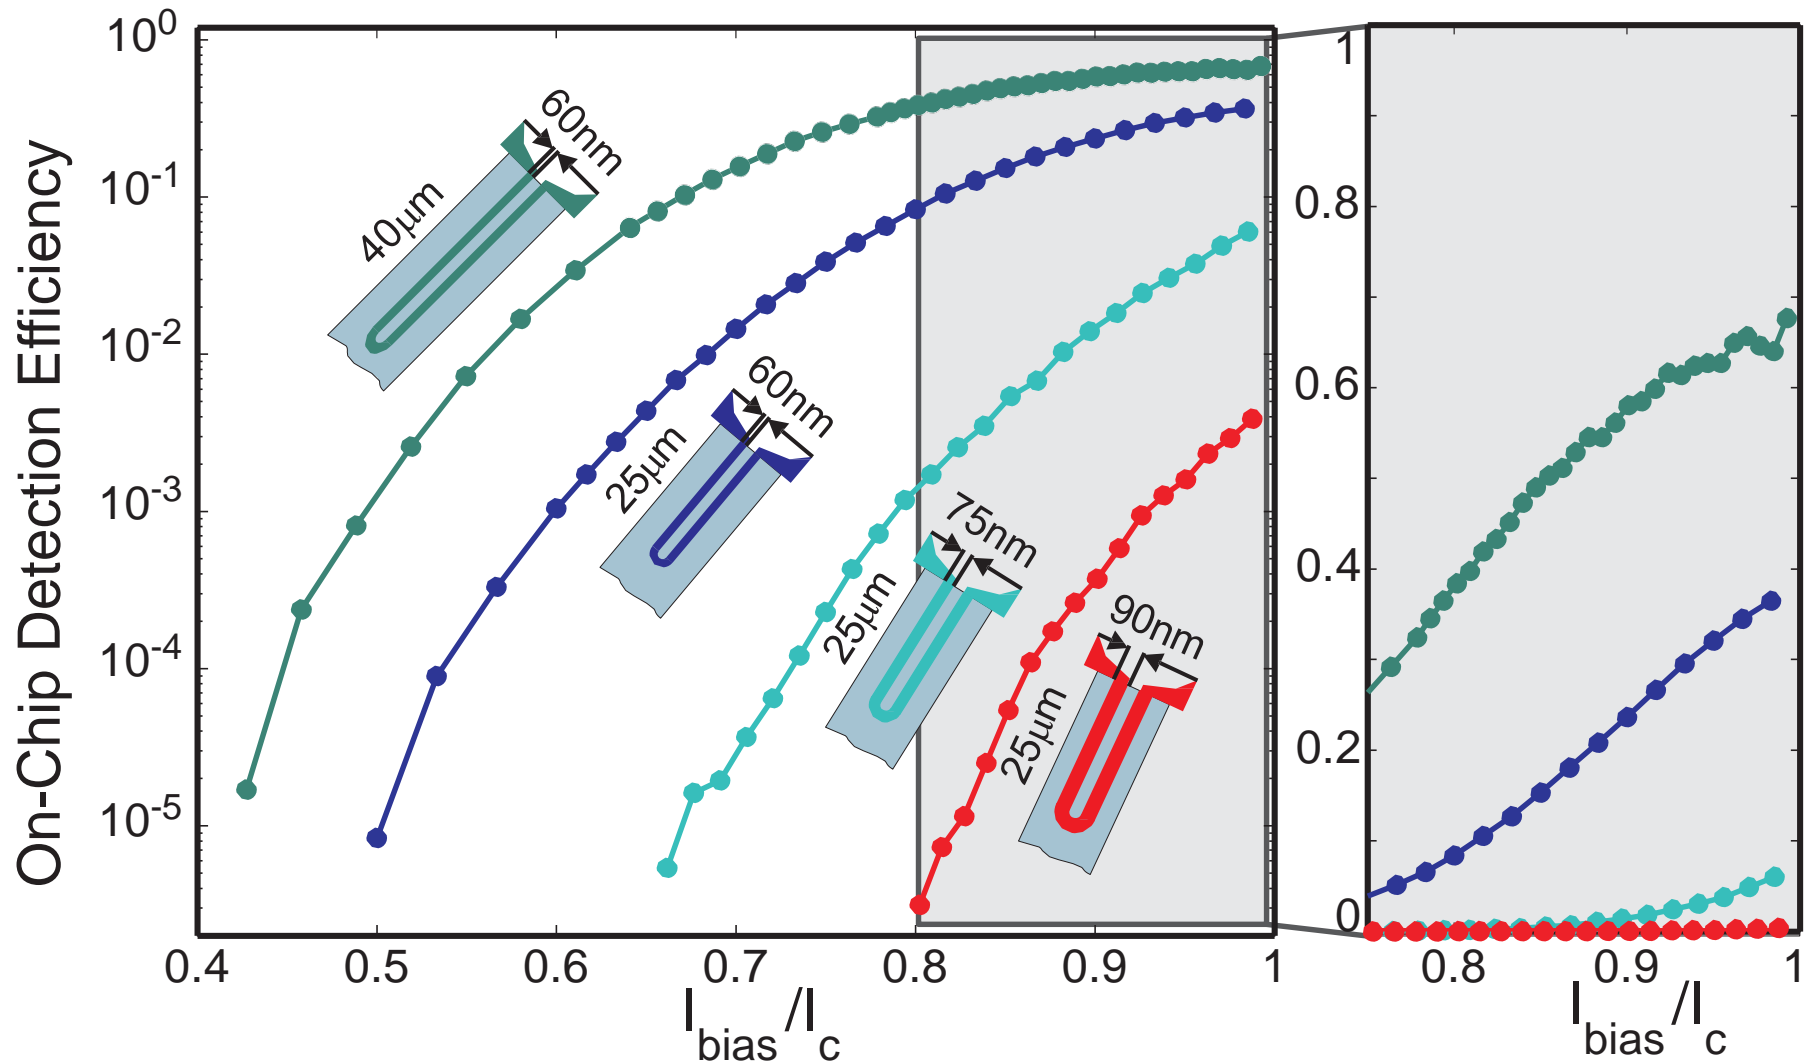 On-Chip Detection Efficiency
10^0
10^-1
10^-2
10^-3
10^-4
10^-5
0.4 0.5 0.6 0.7 0.8 0.9 1
I_bias/I_c
40µm
60nm
25µm
60nm
25µm
75nm
25µm
90nm
1
0.8
0.6
0.4
0.2
0
0.8 0.9 1
I_bias/I_c